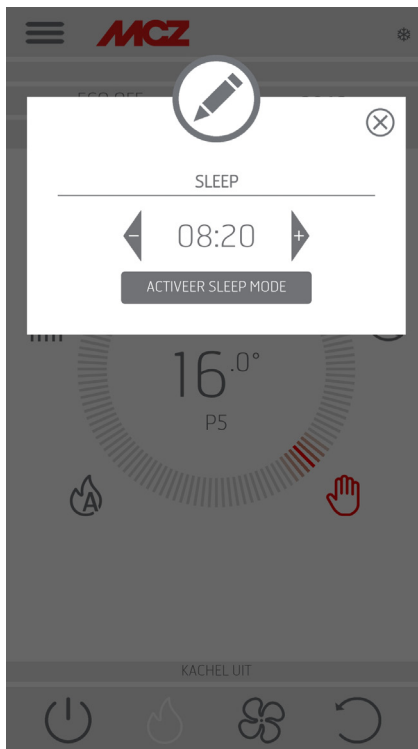 MCZ
SLEEP
- 08:20 +
ACTIVEER SLEEP MODE
16.0°
P5
A
KACHEL UIT